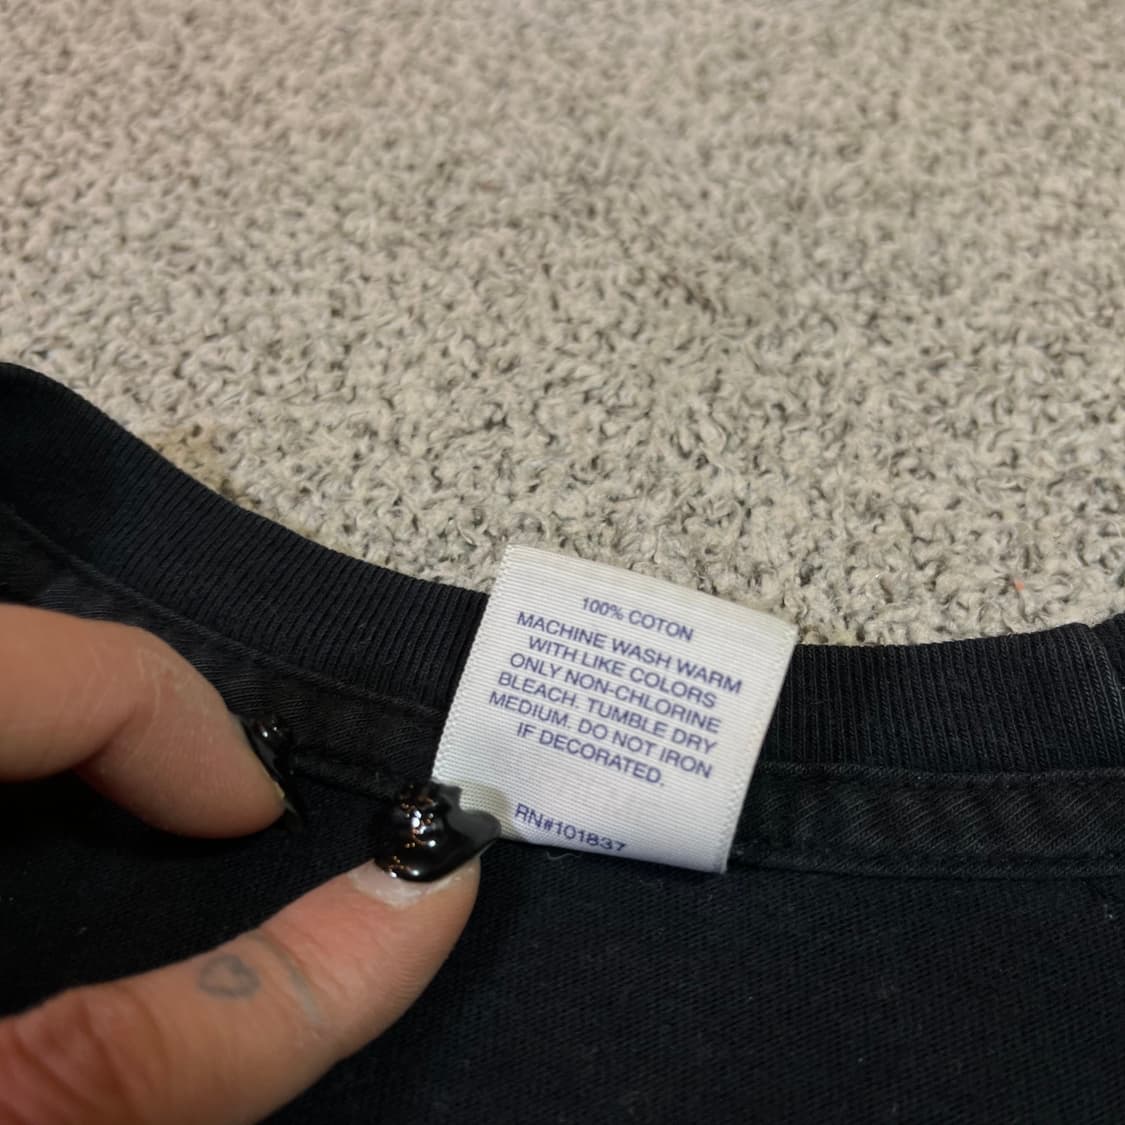 100% COTON
MACHINE WASH WARM
WITH LIKE COLORS
ONLY NON-CHLORINE
BLEACH. TUMBLE DRY
MEDIUM. DO NOT IRON
IF DECORATED,
RN#101837